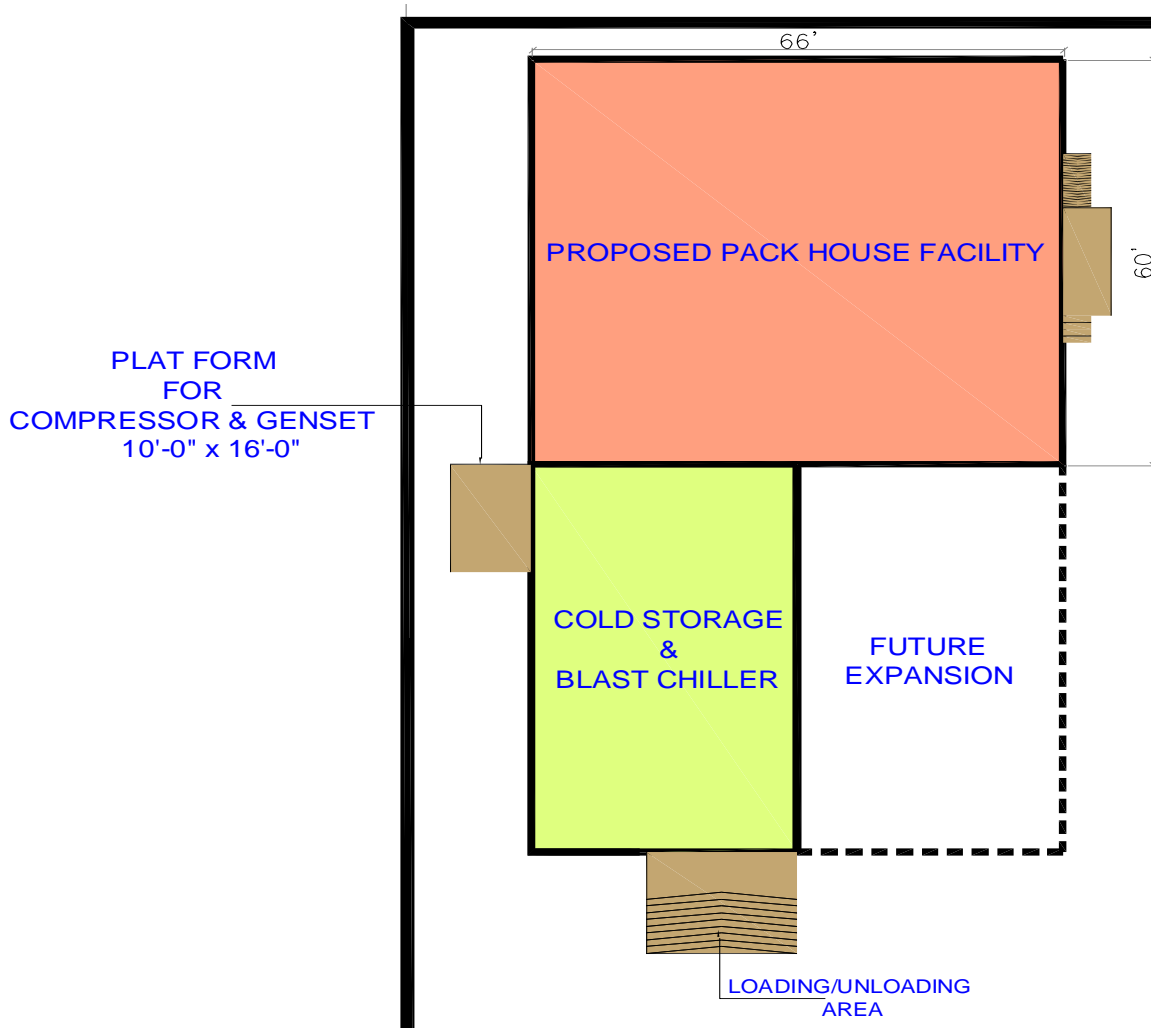 66'
PROPOSED PACK HOUSE FACILITY
60'
PLAT FORM
FOR
COMPRESSOR & GENSET
10'-0" x 16'-0"
COLD STORAGE
&
BLAST CHILLER
FUTURE
EXPANSION
LOADING/UNLOADING
AREA